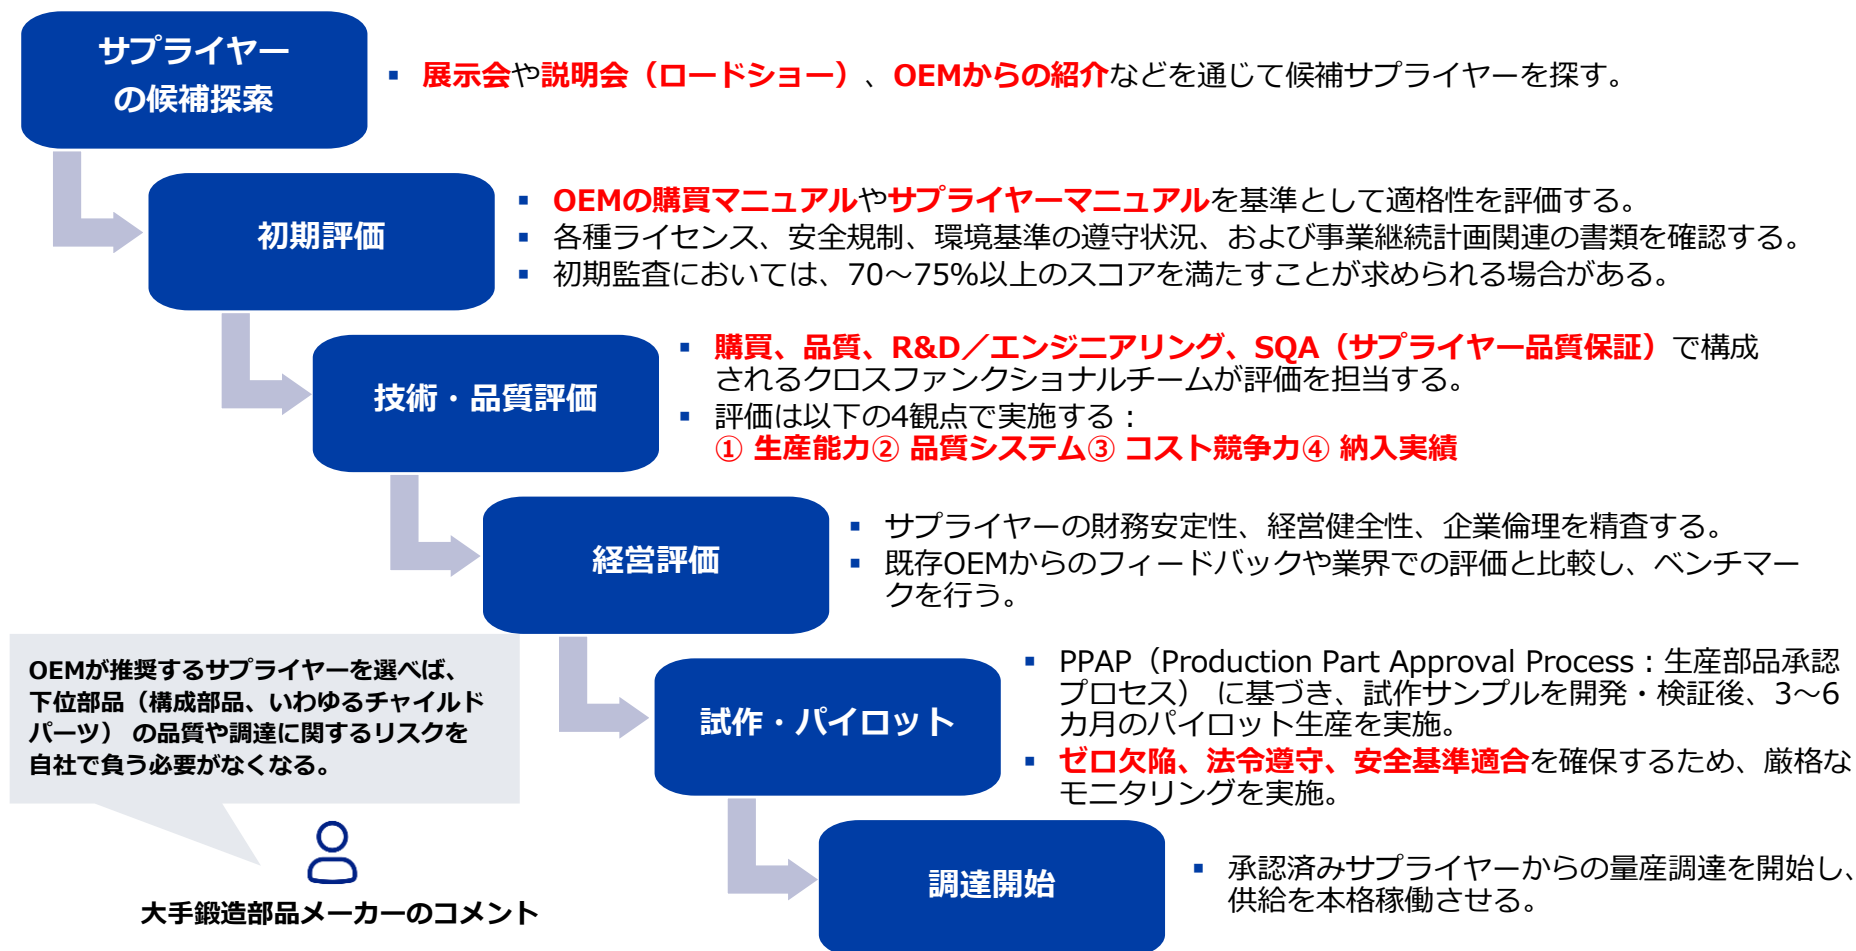 サプライヤー
の候補探索
▪ 展示会や説明会（ロードショー）、OEMからの紹介などを通じて候補サプライヤーを探す。
初期評価
▪ OEMの購買マニュアルやサプライヤーマニュアルを基準として適格性を評価する。
▪ 各種ライセンス、安全規制、環境基準の遵守状況、および事業継続計画関連の書類を確認する。
▪ 初期監査においては、70～75%以上のスコアを満たすことが求められる場合がある。
技術・品質評価
▪ 購買、品質、R&D／エンジニアリング、SQA（サプライヤー品質保証）で構成
されるクロスファンクショナルチームが評価を担当する。
▪ 評価は以下の4観点で実施する：
① 生産能力② 品質システム③ コスト競争力④ 納入実績
経営評価
▪ サプライヤーの財務安定性、経営健全性、企業倫理を精査する。
▪ 既存OEMからのフィードバックや業界での評価と比較し、ベンチマー
クを行う。
試作・パイロット
▪ PPAP（Production Part Approval Process：生産部品承認
プロセス） に基づき、試作サンプルを開発・検証後、3～6
カ月のパイロット生産を実施。
▪ ゼロ欠陥、法令遵守、安全基準適合を確保するため、厳格な
モニタリングを実施。
調達開始
▪ 承認済みサプライヤーからの量産調達を開始し、
供給を本格稼働させる。
OEMが推奨するサプライヤーを選べば、
下位部品（構成部品、いわゆるチャイルド
パーツ） の品質や調達に関するリスクを
自社で負う必要がなくなる。
大手鍛造部品メーカーのコメント